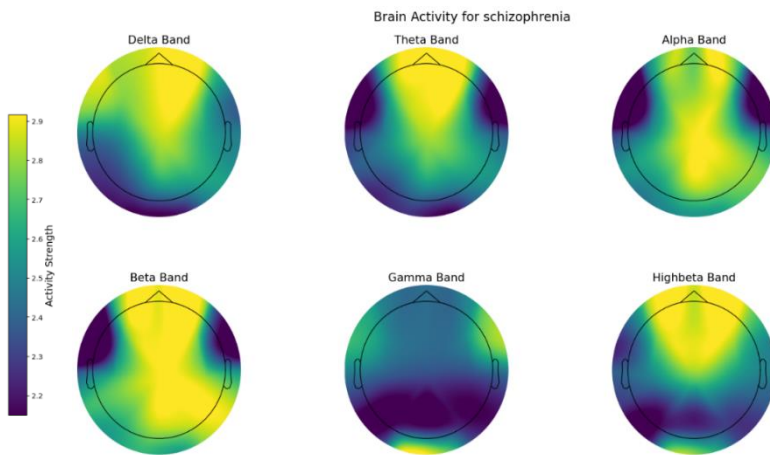 Brain Activity for schizophrenia
Delta Band
Theta Band
Alpha Band
2.9
2.8
2.7
2.6
2.5
2.4
2.3
2.2
Activity Strength
Beta Band
Gamma Band
Highbeta Band